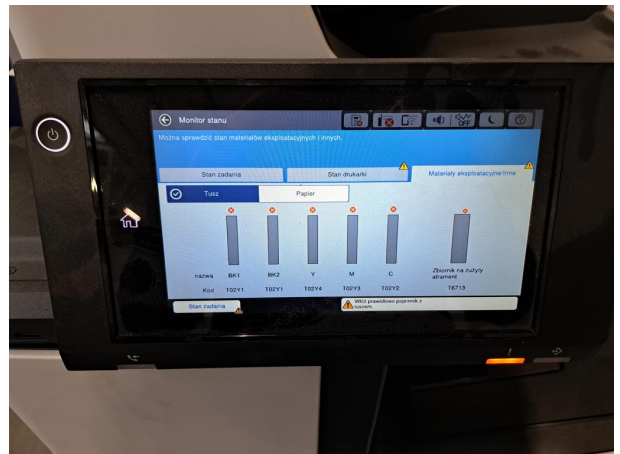 Monitor stanu
OFF
Można sprawdzić stan materiałów eksploatacyjnych i innych.
Stan zadania
Stan drukarki
Materiały eksploatacyjne/Inne
Tusz
Papier
nazwa BK1 BK2 Y M C Zbiornik na zużyty atrament
Kod T02Y1 T02Y1 T02Y4 T02Y3 T02Y2 T6713
Stan zadania
Włóż prawidłowo pojemnik z
tuszem.